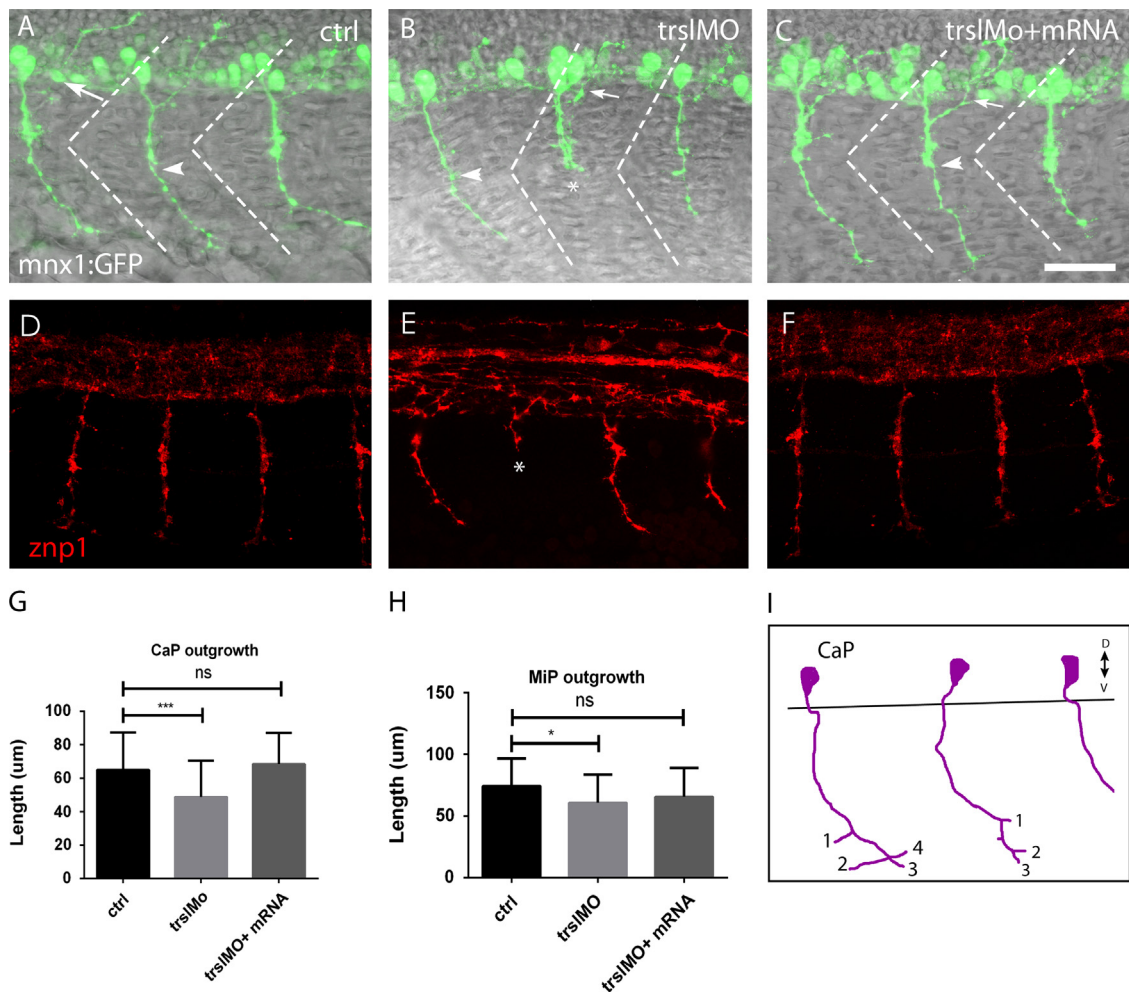 A
ctrl
mnx1:GFP
B
trslMO
*
C
trslMo+mRNA
D
znp1
E
*
F
G
CaP outgrowth
ns
***
Length (um)
100
80
60
40
20
0
ctrl
trslMo
trslMO+ mRNA
H
MiP outgrowth
ns
*
Length (um)
150
100
50
0
ctrl
trslMO
trslMO+ mRNA
I
CaP
D
V
1
2
4
3
1
2
3